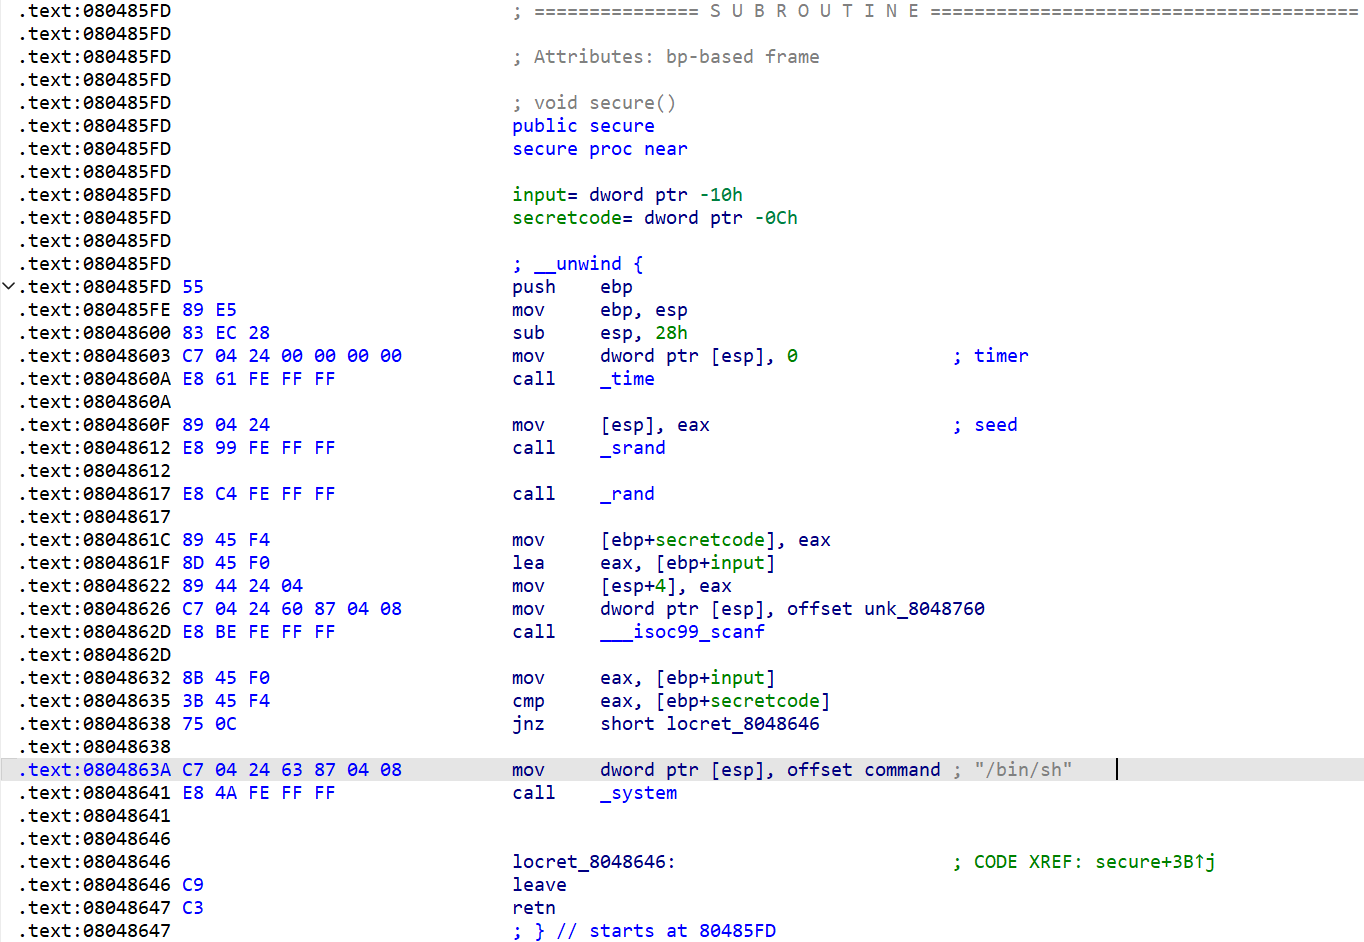 .text:080485FD ; =============== S U B R O U T I N E =======================================
.text:080485FD
.text:080485FD ; Attributes: bp-based frame
.text:080485FD
.text:080485FD ; void secure()
.text:080485FD public secure
.text:080485FD secure proc near
.text:080485FD
.text:080485FD input= dword ptr -10h
.text:080485FD secretcode= dword ptr -0Ch
.text:080485FD
.text:080485FD ; __unwind {
.text:080485FD 55 push ebp
.text:080485FE 89 E5 mov ebp, esp
.text:08048600 83 EC 28 sub esp, 28h
.text:08048603 C7 04 24 00 00 00 00 mov dword ptr [esp], 0 ; timer
.text:0804860A E8 61 FE FF FF call _time
.text:0804860A
.text:0804860F 89 04 24 mov [esp], eax ; seed
.text:08048612 E8 99 FE FF FF call _srand
.text:08048612
.text:08048617 E8 C4 FE FF FF call _rand
.text:08048617
.text:0804861C 89 45 F4 mov [ebp+secretcode], eax
.text:0804861F 8D 45 F0 lea eax, [ebp+input]
.text:08048622 89 44 24 04 mov [esp+4], eax
.text:08048626 C7 04 24 60 87 04 08 mov dword ptr [esp], offset unk_8048760
.text:0804862D E8 BE FE FF FF call ___isoc99_scanf
.text:0804862D
.text:08048632 8B 45 F0 mov eax, [ebp+input]
.text:08048635 3B 45 F4 cmp eax, [ebp+secretcode]
.text:08048638 75 0C jnz short locret_8048646
.text:08048638
.text:0804863A C7 04 24 63 87 04 08 mov dword ptr [esp], offset command ; "/bin/sh"
.text:08048641 E8 4A FE FF FF call _system
.text:08048641
.text:08048646
.text:08048646 locret_8048646: ; CODE XREF: secure+3B↑j
.text:08048646 C9 leave
.text:08048647 C3 retn
.text:08048647 ; } // starts at 80485FD